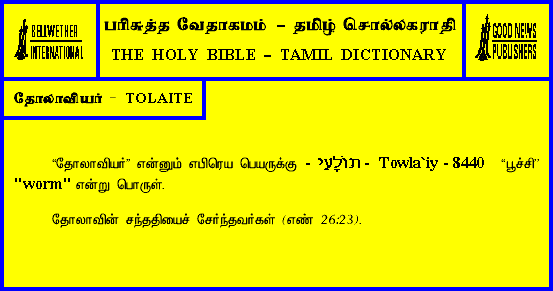 BELLWETHER
INTERNATIONAL
பரிசுத்த வேதாகமம் - தமிழ் சொல்லகராதி
THE HOLY BIBLE - TAMIL DICTIONARY
GOOD NEWS
PUBLISHERS
தோலாவியர் - TOLAITE
“தோலாவியர்” என்னும் எபிரெய பெயருக்கு - תּוֹלָעִי - Towla`iy - 8440 “பூச்சி”
"worm" என்று பொருள்.
தோலாவின் சந்ததியைச் சேர்ந்தவர்கள் (எண் 26:23).